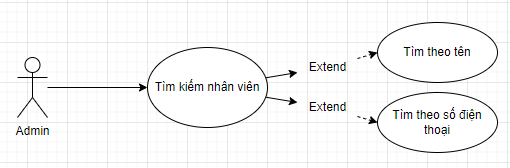 Tìm theo tên
Extend
Tìm kiếm nhân viên
Extend
Tìm theo số điện
thoại
Admin